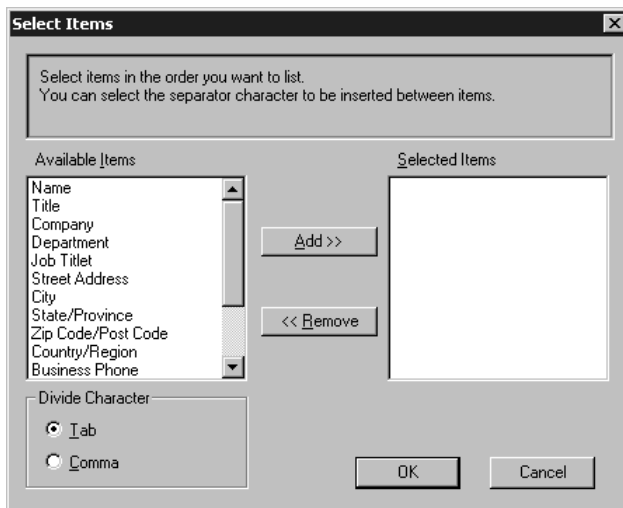 Select Items
Select items in the order you want to list.
You can select the separator character to be inserted between items.
Available Items
Selected Items
Name
Title
Company
Department
Job Titlet
Street Address
City
State/Province
Zip Code/Post Code
Country/Region
Business Phone
Add >>
<< Remove
Divide Character
Tab
Comma
OK
Cancel